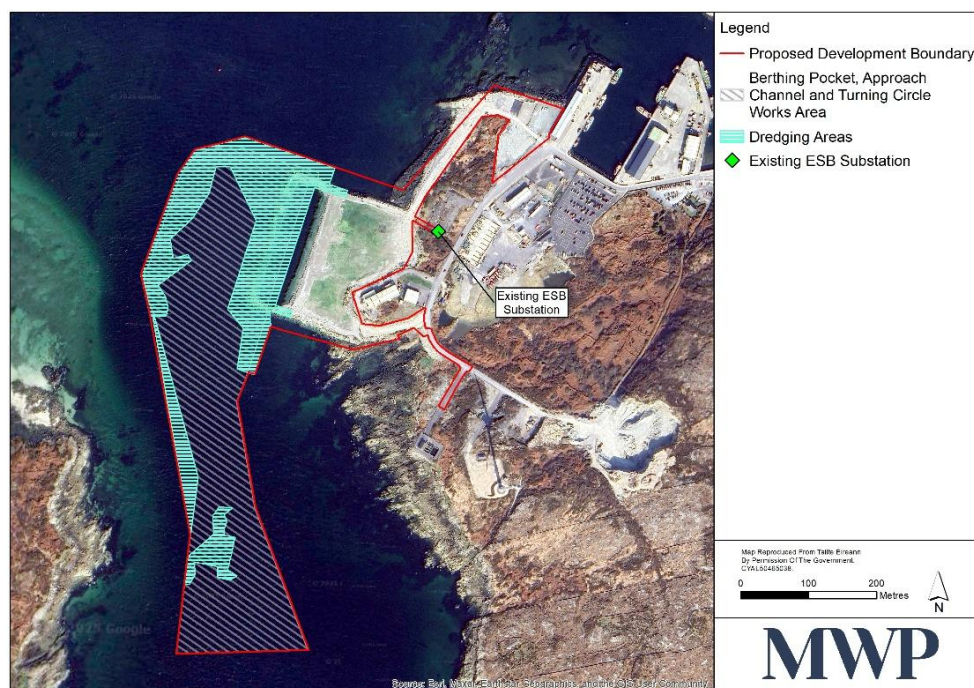 Legend
Proposed Development Boundary
Berthing Pocket, Approach
Channel and Turning Circle
Works Area
Dredging Areas
Existing ESB Substation
Existing ESB
Substation
Map Reproduced From Tailte Éireann
By Permission Of The Government.
0 100 200
Metres
N
MWP
Source: Esri, Maxar, Earthstar Geographics, and the GIS User Community